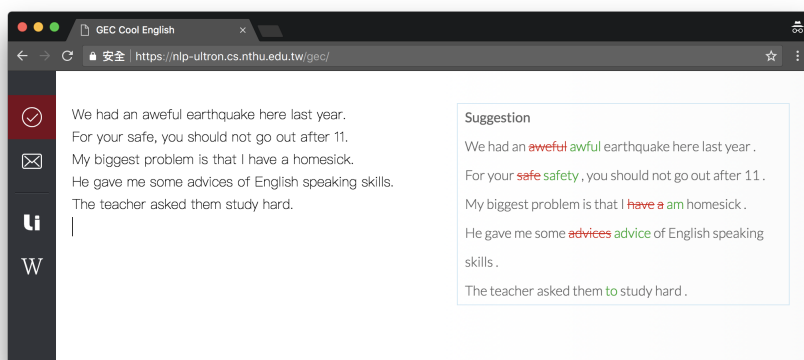 GEC Cool English
安全 https://nlp-ultron.cs.nthu.edu.tw/gec/
We had an aweful earthquake here last year.
For your safe, you should not go out after 11.
My biggest problem is that I have a homesick.
He gave me some advices of English speaking skills.
The teacher asked them study hard.
Suggestion
We had an aweful awful earthquake here last year .
For your safe safety , you should not go out after 11 .
My biggest problem is that I have a am homesick .
He gave me some advices advice of English speaking
skills .
The teacher asked them to study hard .
Li
W